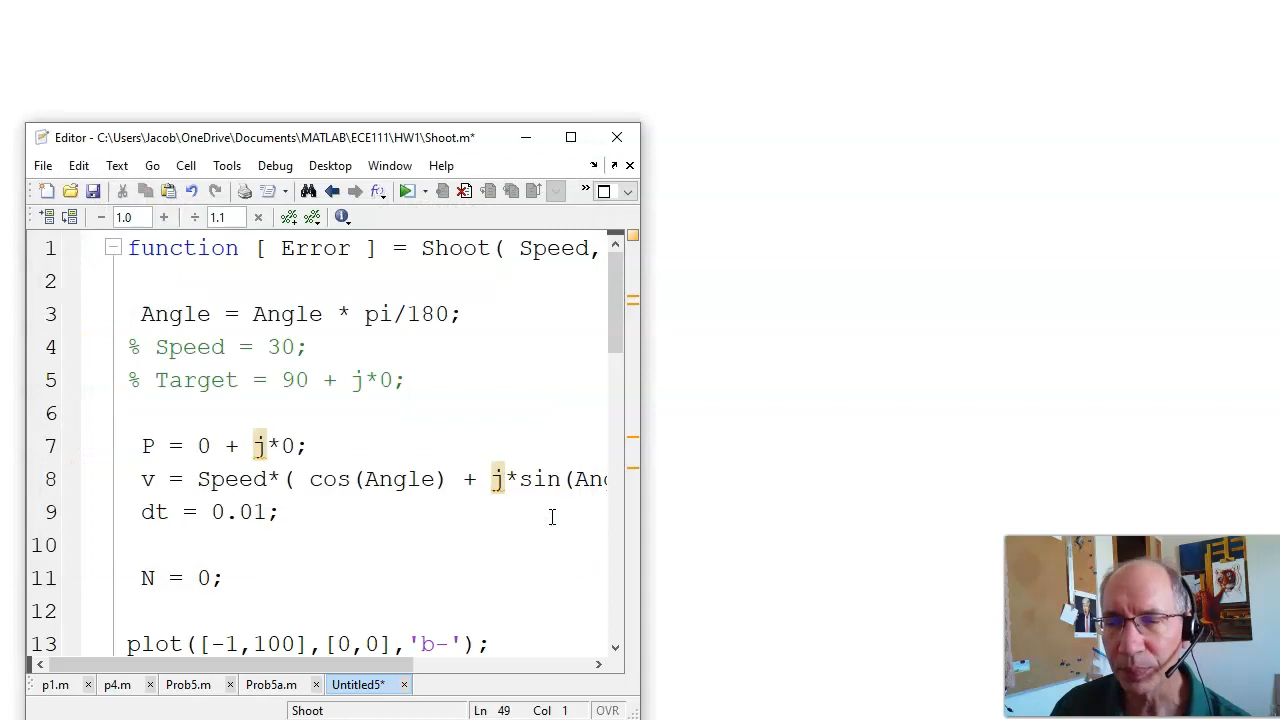 Editor - C:\Users\Jacob\OneDrive\Documents\MATLAB\ECE111\HW1\Shoot.m*
File Edit Text Go Cell Tools Debug Desktop Window Help
1.0 1.1
1 function [ Error ] = Shoot( Speed,
2
3 Angle = Angle * pi/180;
4 % Speed = 30;
5 % Target = 90 + j*0;
6
7 P = 0 + j*0;
8 v = Speed*( cos(Angle) + j*sin(Ang
9 dt = 0.01;
10
11 N = 0;
12
13 plot([-1,100],[0,0],'b-');
p1.m p4.m Prob5.m Prob5a.m Untitled5*
Shoot Ln 49 Col 1 OVR